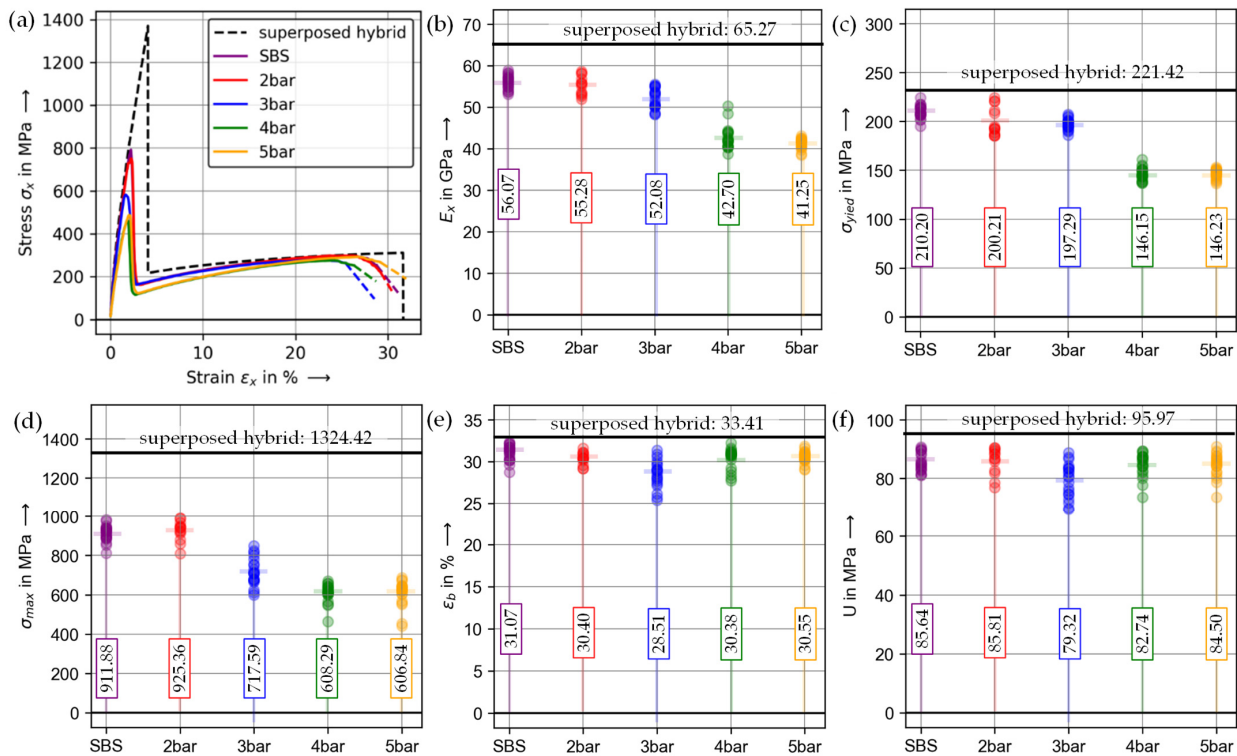 (a)
1400
1200
1000
800
600
400
200
0
Stress σx in MPa →
superposed hybrid
SBS
2bar
3bar
4bar
5bar
0 10 20 30
Strain εx in % →
(b)
60
50
40
30
20
10
0
Ex in GPa →
superposed hybrid: 65.27
56.07
55.28
52.08
42.70
41.25
SBS 2bar 3bar 4bar 5bar
(c)
300
250
200
150
100
50
0
σyied in MPa →
superposed hybrid: 221.42
210.20
200.21
197.29
146.15
146.23
SBS 2bar 3bar 4bar 5bar
(d)
1400
1200
1000
800
600
400
200
0
σmax in MPa →
superposed hybrid: 1324.42
911.88
925.36
717.59
608.29
606.84
SBS 2bar 3bar 4bar 5bar
(e)
35
30
25
20
15
10
5
0
εb in % →
superposed hybrid: 33.41
31.07
30.40
28.51
30.38
30.55
SBS 2bar 3bar 4bar 5bar
(f)
100
80
60
40
20
0
U in MPa →
superposed hybrid: 95.97
85.64
85.81
79.32
82.74
84.50
SBS 2bar 3bar 4bar 5bar